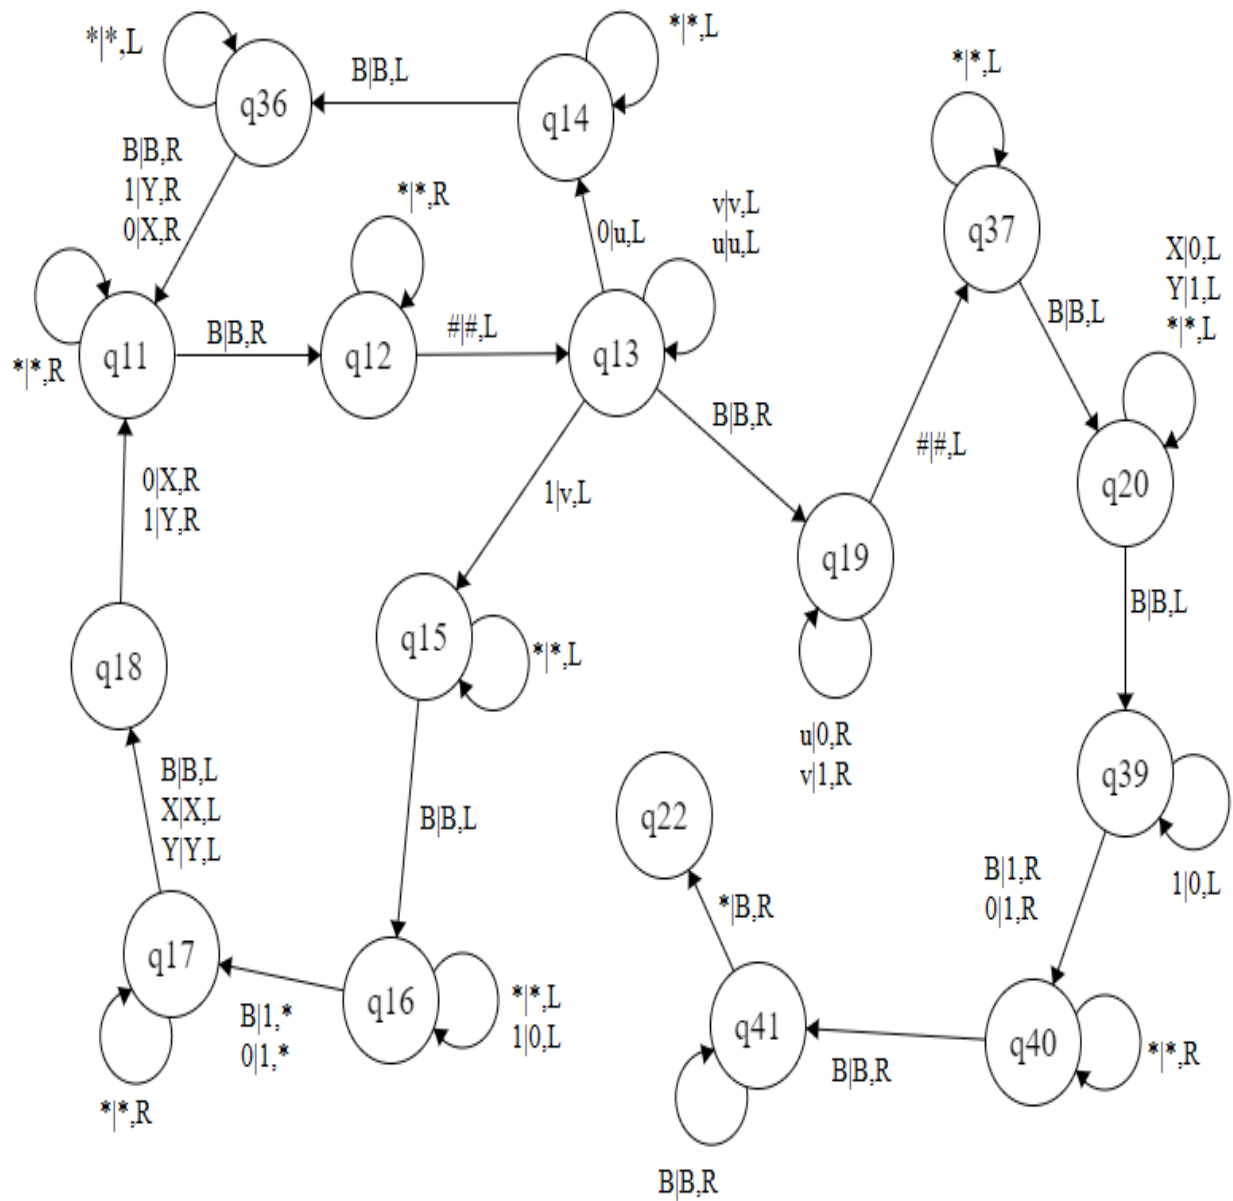 *|*,L
*|*,L
B|B,L
q36
q14
*|*,L
B|B,R
1|Y,R
0|X,R
*|*,R
0|u,L
v|v,L
u|u,L
q37
X|0,L
Y|1,L
*|*,L
B|B,L
B|B,R
#|#,L
q11
q12
q13
*|*,R
B|B,R
#|#,L
q20
0|X,R
1|Y,R
1|v,L
q19
B|B,L
q18
q15
*|*,L
u|0,R
v|1,R
B|B,L
X|X,L
Y|Y,L
B|B,L
q22
q39
B|1,R
0|1,R
1|0,L
*|B,R
q17
q16
*|*,L
1|0,L
B|1,*
0|1,*
q41
q40
*|*,R
B|B,R
*|*,R
B|B,R